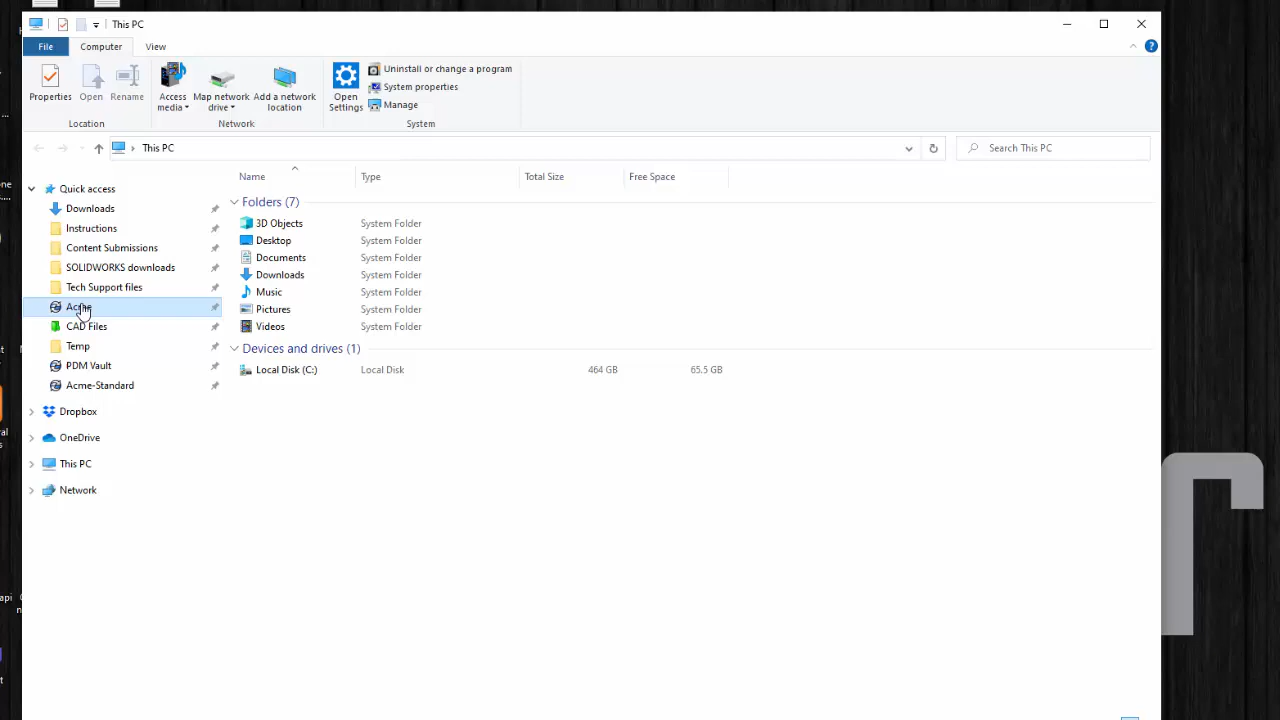 This PC
File Computer View
Properties Open Rename Access media Map network drive Add a network location Open Settings
Uninstall or change a program
System properties
Manage
Location Network System
This PC
Search This PC
Name Type Total Size Free Space
Quick access
Downloads
Instructions
Content Submissions
SOLIDWORKS downloads
Tech Support files
Acme
CAD Files
Temp
PDM Vault
Acme-Standard
Dropbox
OneDrive
This PC
Network
Folders (7)
3D Objects System Folder
Desktop System Folder
Documents System Folder
Downloads System Folder
Music System Folder
Pictures System Folder
Videos System Folder
Devices and drives (1)
Local Disk (C:) Local Disk 464 GB 65.5 GB